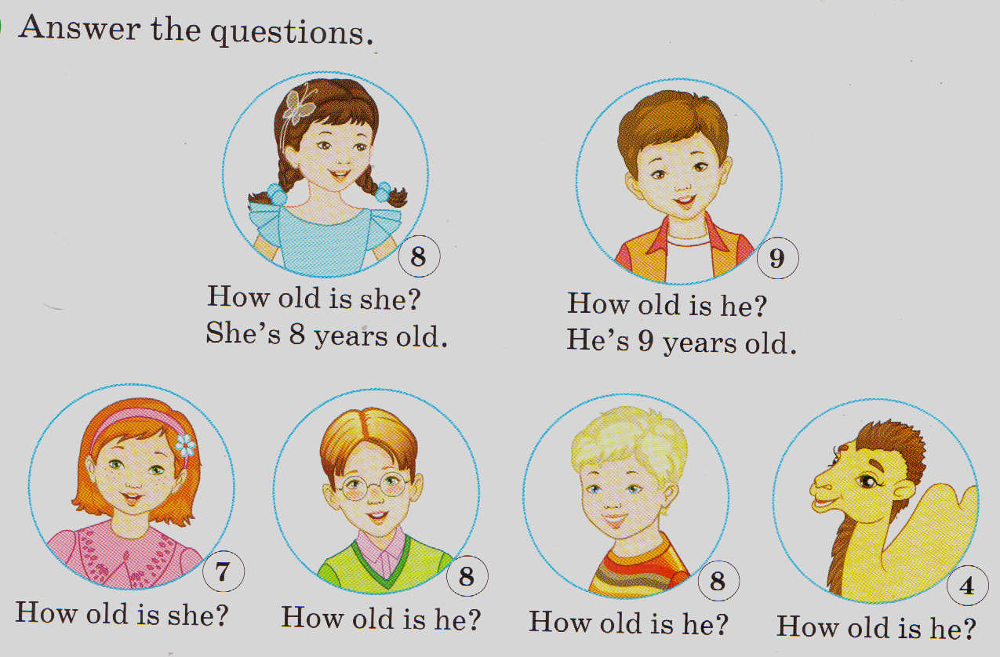 Answer the questions.
8
9
How old is she?
She's 8 years old.
How old is he?
He's 9 years old.
7
8
8
4
How old is she?
How old is he?
How old is he?
How old is he?